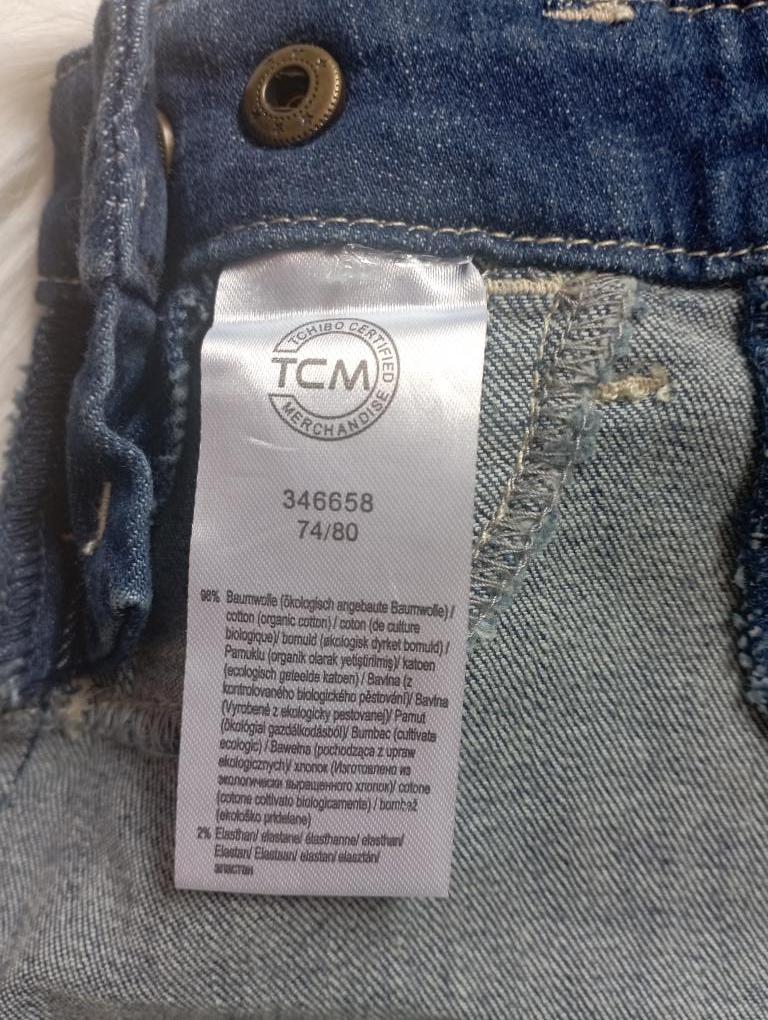 TCHIBO CERTIFIED
TCM
MERCHANDISE
346658
74/80
98% Baumwolle (ökologisch angebaute Baumwolle) /
cotton (organic cotton) / coton (de culture
biologique)/ bomuld (økologisk dyrket bomuld) /
Pamuklu (organik olarak yetiştirilmiş)/ katoen
(ecologisch geteelde katoen) / Bavlna (z
kontrolovaného biologického pěstování)/ Bavlna
(Vyrobené z ekologicky pestovanej)/ Pamut
(ökológiai gazdálkodásból)/ Bumbac (cultivate
ecologic) / Bawełna (pochodząca z upraw
ekologicznych)/ хлопок (Изготовлено из
экологически выращенного хлопок)/ cotone
(cotone coltivato biologicamente) / bombaž
(ekološko pridelane)
2% Elasthan/ elastane/ élasthanne/ elasthan/
Elastan/ Elastaan/ elastan/ elasztán/
эластан